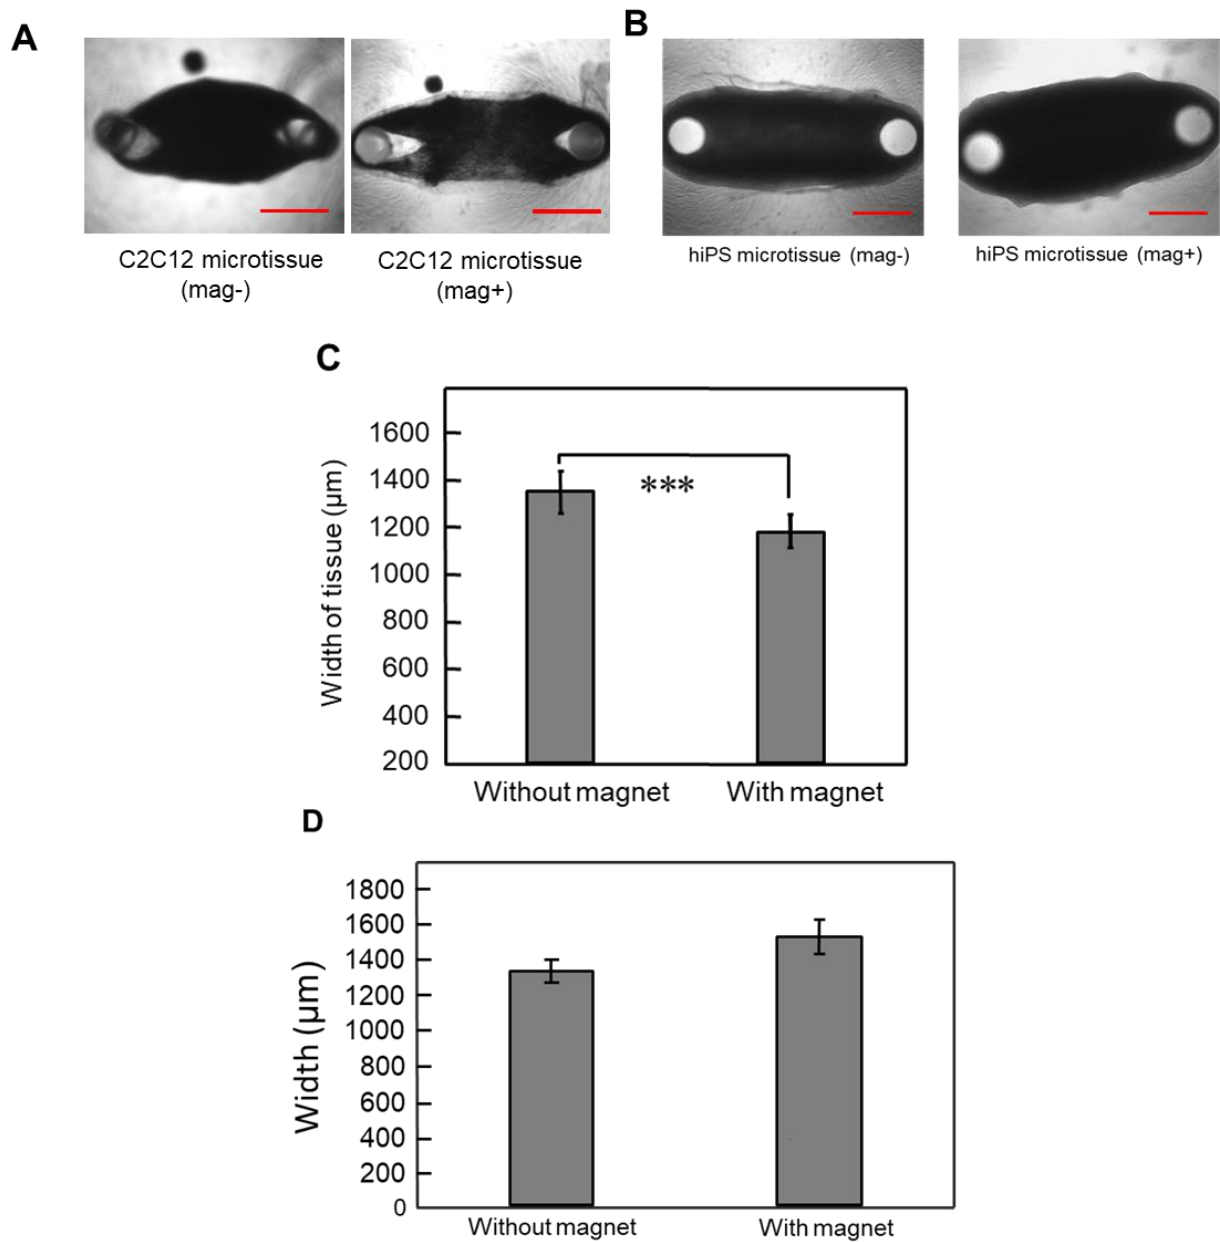 A
B
C2C12 microtissue
(mag-)
C2C12 microtissue
(mag+)
hiPS microtissue (mag-)
hiPS microtissue (mag+)
C
Width of tissue (μm)
1600
1400
1200
1000
800
600
400
200
***
Without magnet
With magnet
D
Width (μm)
1800
1600
1400
1200
1000
800
600
400
200
0
Without magnet
With magnet